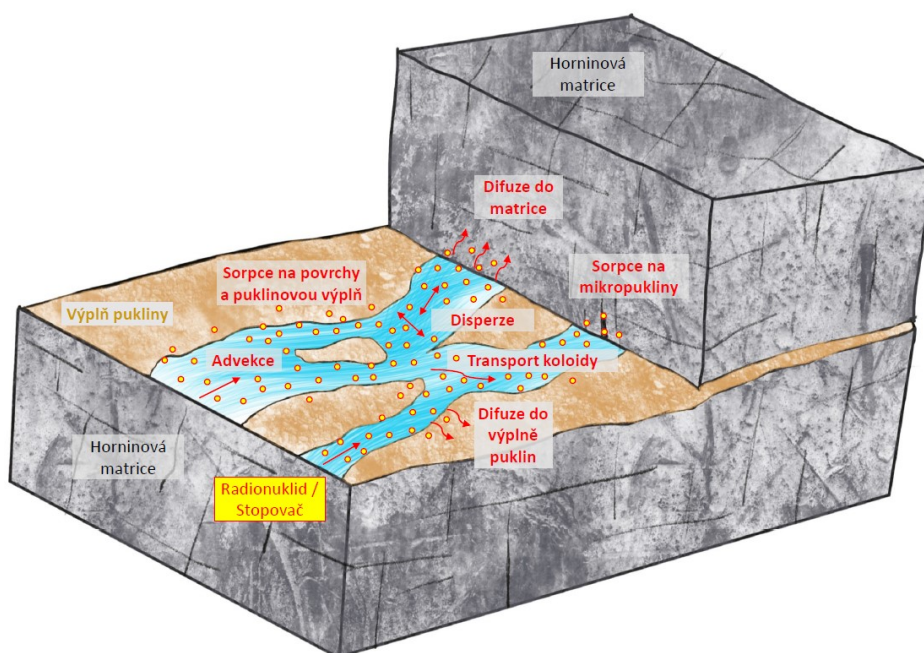 Horninová
matrice
Difuze do
matrice
Sorpce na povrchy
a puklinovou výplň
Sorpce na
mikropukliny
Výplň pukliny
Disperze
Advekce
Transport koloidy
Difuze do
výplně
puklin
Horninová
matrice
Radionuklid /
Stopovač